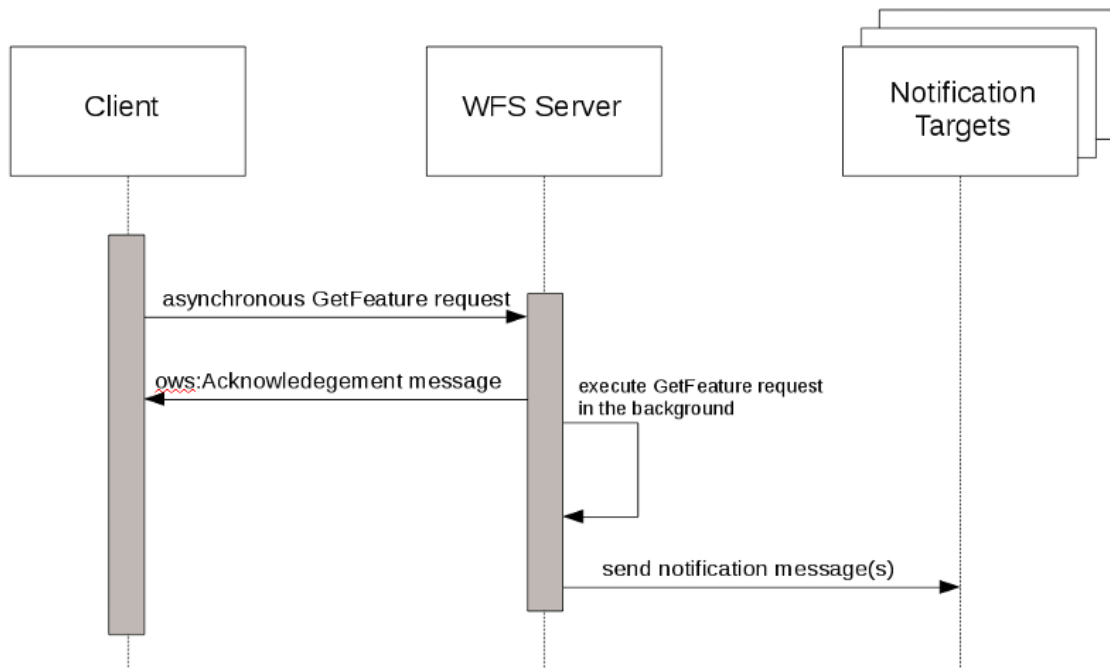 Client
WFS Server
Notification
Targets
asynchronous GetFeature request
ows:Acknowledegement message
execute GetFeature request
in the background
send notification message(s)